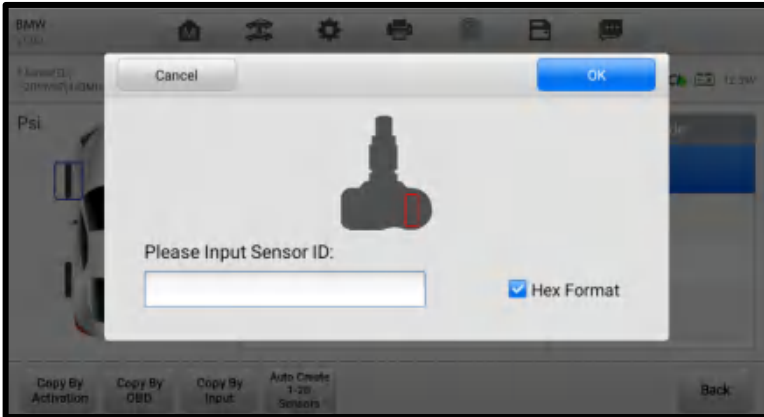 BMW
Cancel
OK
Psi
Please Input Sensor ID:
Hex Format
Copy By
Activation
Copy By
OBD
Copy By
Input
Auto Create
1-20
Sensors
Back